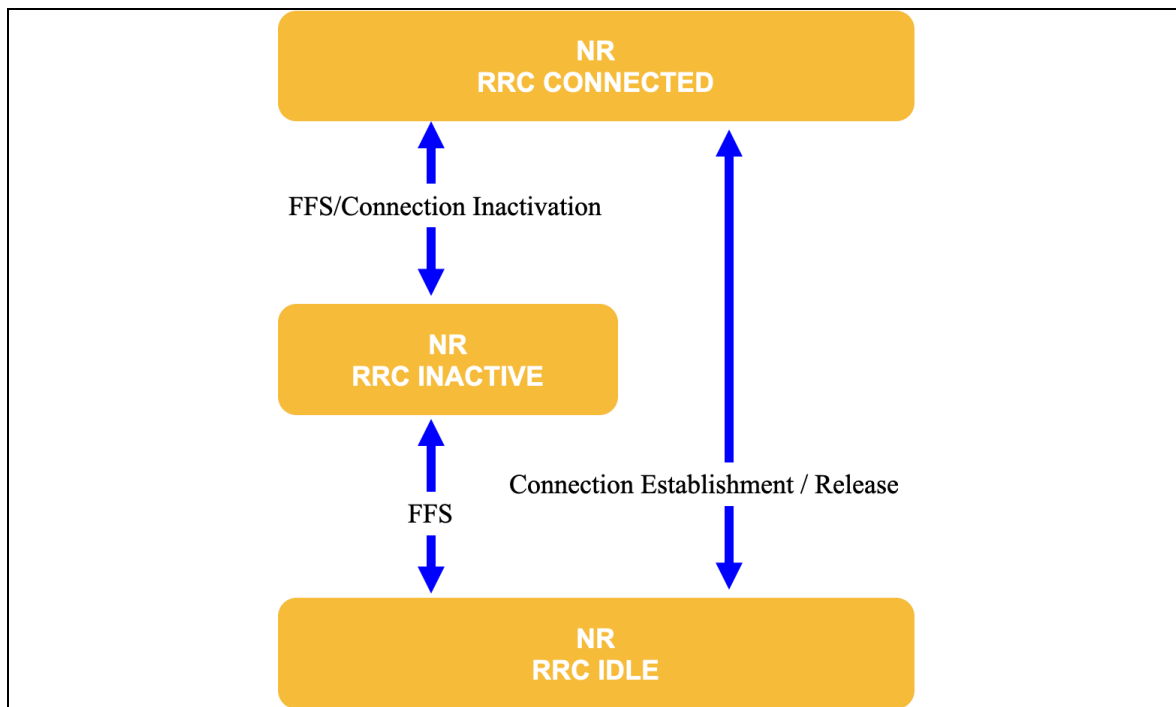 NR
RRC CONNECTED
FFS/Connection Inactivation
NR
RRC INACTIVE
Connection Establishment / Release
FFS
NR
RRC IDLE